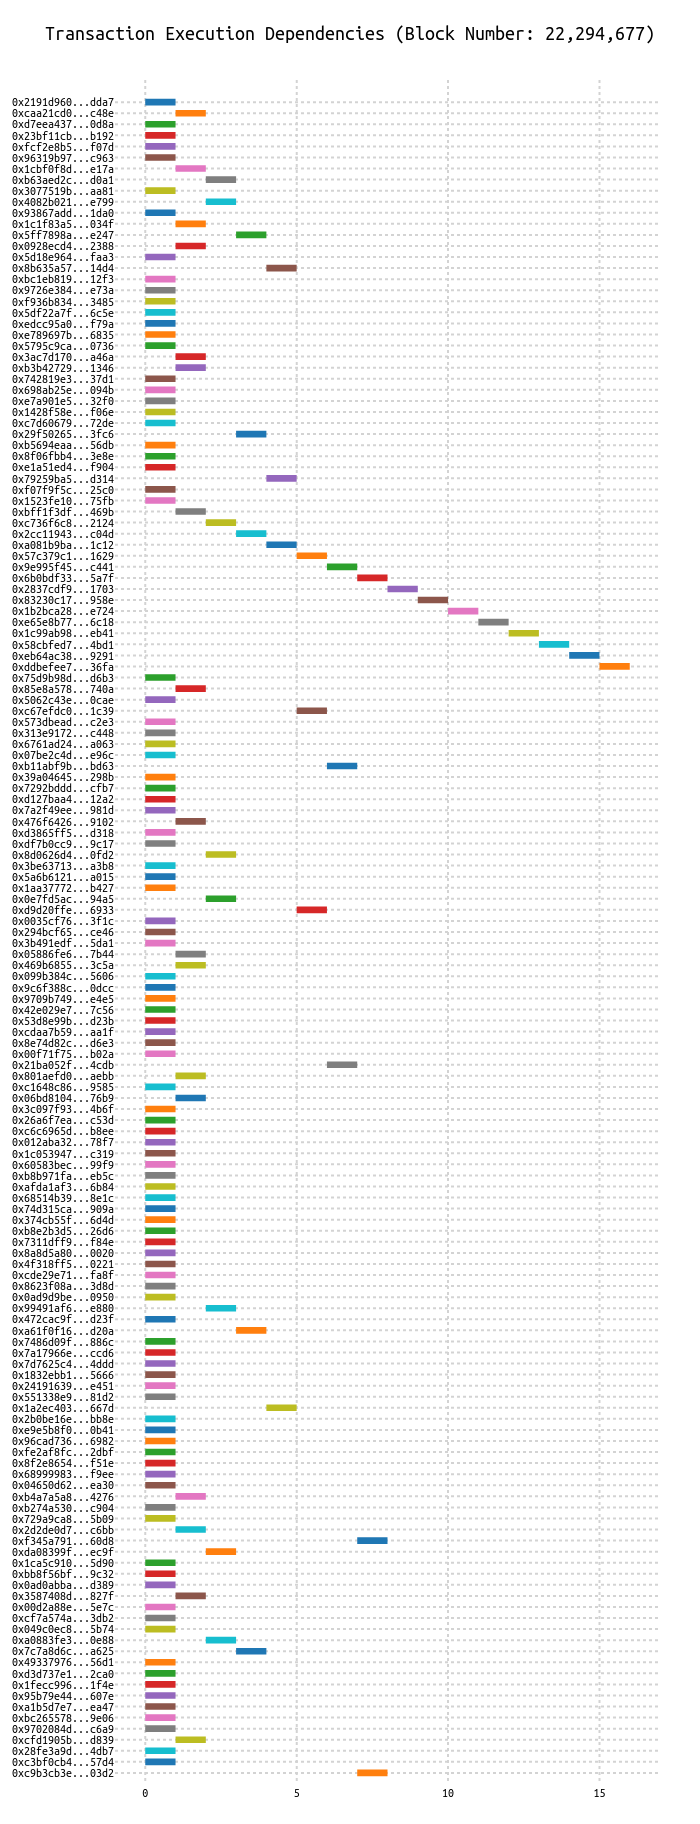 Transaction Execution Dependencies (Block Number: 22,294,677)
0x2191d960...dda7
0xcaa21cd0...c48e
0xd7eea437...0d8a
0x23bf11cb...b192
0xfcf2e8b5...f07d
0x96319b97...c963
0x1cbf0f8d...e17a
0xb63aed2c...d0a1
0x3077519b...aa81
0x4082b021...e799
0x93867add...1da0
0x1c1f83a5...034f
0x5ff7898a...e247
0x0928ecd4...2388
0x5d18e964...faa3
0x8b635a57...14d4
0xbc1eb819...12f3
0x9726e384...e73a
0xf936b834...3485
0x5df22a7f...6c5e
0xedcc95a0...f79a
0xe789697b...6835
0x5795c9ca...0736
0x3ac7d170...a46a
0xb3b42729...1346
0x742819e3...37d1
0x698ab25e...094b
0xe7a901e5...32f0
0x1428f58e...f06e
0xc7d60679...72de
0x29f50265...3fc6
0xb5694eaa...56db
0x8f06fbb4...3e8e
0xe1a51ed4...f904
0x79259ba5...d314
0xf07f9f5c...25c0
0x1523fe10...75fb
0xbff1f3df...469b
0xc736f6c8...2124
0x2cc11943...c04d
0xa081b9ba...1c12
0x57c379c1...1629
0x9e995f45...c441
0x6b0bdf33...5a7f
0x2837cdf9...1703
0x83230c17...958e
0x1b2bca28...e724
0xe65e8b77...6c18
0x1c99ab98...eb41
0x58cbfed7...4bd1
0xeb64ac38...9291
0xddbefee7...36fa
0x75d9b98d...d6b3
0x85e8a578...740a
0x5062c43e...0cae
0xc67efdc0...1c39
0x573dbead...c2e3
0x313e9172...c448
0x6761ad24...a063
0x07be2c4d...e96c
0xb11abf9b...bd63
0x39a04645...298b
0x7292bddd...cfb7
0xd127baa4...12a2
0x7a2f49ee...981d
0x476f6426...9102
0xd3865ff5...d318
0xdf7b0cc9...9c17
0x8d0626d4...0fd2
0x3be63713...a3b8
0x5a6b6121...a015
0x1aa37772...b427
0x0e7fd5ac...94a5
0xd9d20ffe...6933
0x0035cf76...3f1c
0x294bcf65...ce46
0x3b491edf...5da1
0x05886fe6...7b44
0x469b6855...3c5a
0x099b384c...5606
0x9c6f388c...0dcc
0x9709b749...e4e5
0x42e029e7...7c56
0x53d8e99b...d23b
0xcdaa7b59...aa1f
0x8e74d82c...d6e3
0x00f71f75...b02a
0x21ba052f...4cdb
0x801aefd0...aebb
0xc1648c86...9585
0x06bd8104...76b9
0x3c097f93...4b6f
0x26a6f7ea...c53d
0xc6c6965d...b8ee
0x012aba32...78f7
0x1c053947...c319
0x60583bec...99f9
0xb8b971fa...eb5c
0xafda1af3...6b84
0x68514b39...8e1c
0x74d315ca...909a
0x374cb55f...6d4d
0xb8e2b3d5...26d6
0x7311dff9...f84e
0x8a8d5a80...0020
0x4f318ff5...0221
0xcde29e71...fa8f
0x8623f08a...3d8d
0x0ad9d9be...0950
0x99491af6...e880
0x472cac9f...d23f
0xa61f0f16...d20a
0x7486d09f...886c
0x7a17966e...ccd6
0x7d7625c4...4ddd
0x1832ebb1...5666
0x24191639...e451
0x551338e9...81d2
0x1a2ec403...667d
0x2b0be16e...bb8e
0xe9e5b8f0...0b41
0x96cad736...6982
0xfe2af8fc...2dbf
0x8f2e8654...f51e
0x68999983...f9ee
0x04650d62...ea30
0xb4a7a5a8...4276
0xb274a530...c904
0x729a9ca8...5b09
0x2d2de0d7...c6bb
0xf345a791...60d8
0xda08399f...ec9f
0x1ca5c910...5d90
0xbb8f56bf...9c32
0x0ad0abba...d389
0x3587408d...827f
0x00d2a88e...5e7c
0xcf7a574a...3db2
0x049c0ec8...5b74
0xa0883fe3...0e88
0x7c7a8d6c...a625
0x49337976...56d1
0xd3d737e1...2ca0
0x1fecc996...1f4e
0x95b79e44...607e
0xa1b5d7e7...ea47
0xbc265578...9e06
0x9702084d...c6a9
0xcfd1905b...d839
0x28fe3a9d...4db7
0xc3bf0cb4...57d4
0xc9b3cb3e...03d2
0 5 10 15